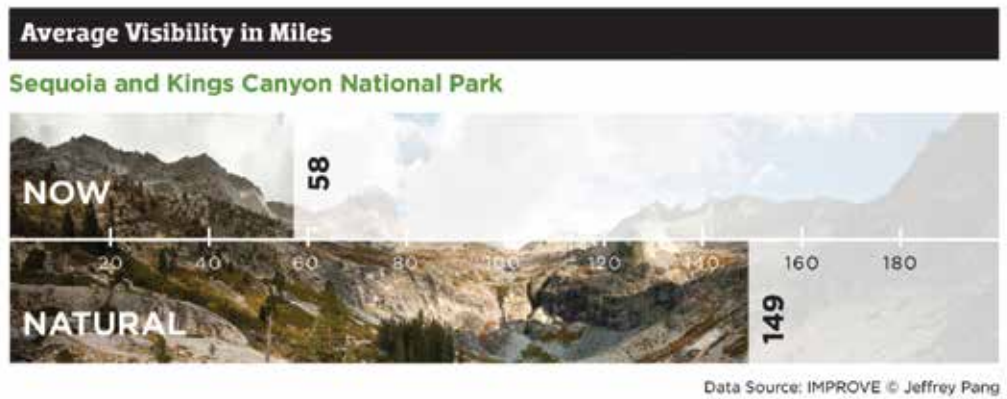 Average Visibility in Miles
Sequoia and Kings Canyon National Park
NOW
58
20 40 60 80 100 120 140 160 180
NATURAL
149
Data Source: IMPROVE © Jeffrey Pang